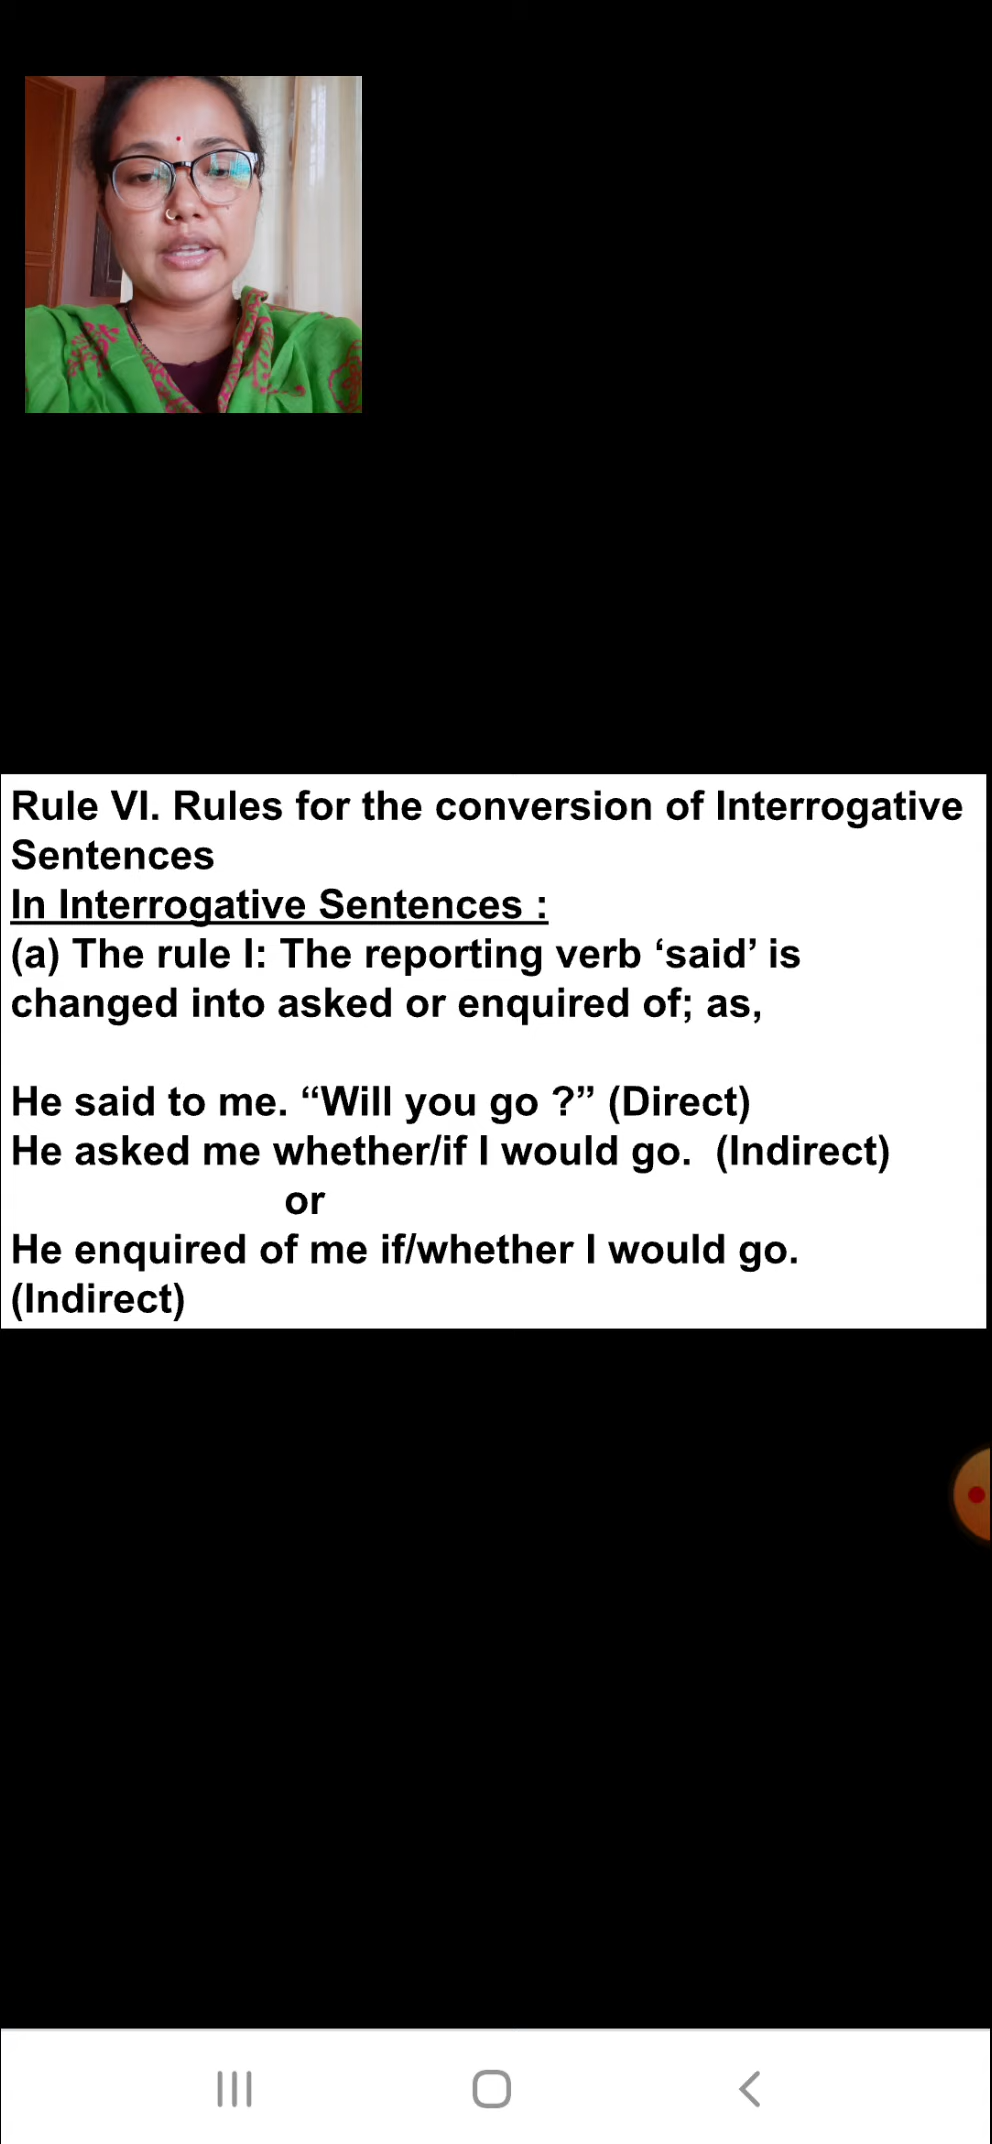 Rule VI. Rules for the conversion of Interrogative
Sentences
In Interrogative Sentences :
(a) The rule I: The reporting verb ‘said’ is
changed into asked or enquired of; as,
He said to me. “Will you go ?” (Direct)
He asked me whether/if I would go. (Indirect)
or
He enquired of me if/whether I would go.
(Indirect)